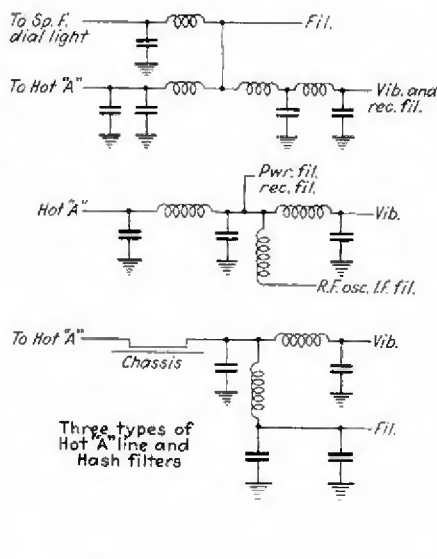 To Sp. F.
dial light
Fil.
To Hot "A"
Vib. and
rec. fil.
Pwr. fil.
rec. fil.
Hot "A"
Vib.
R.F. osc. I.F. fil.
To Hot "A"
Vib.
Chassis
Fil.
Three types of
Hot "A" line and
Hash filters